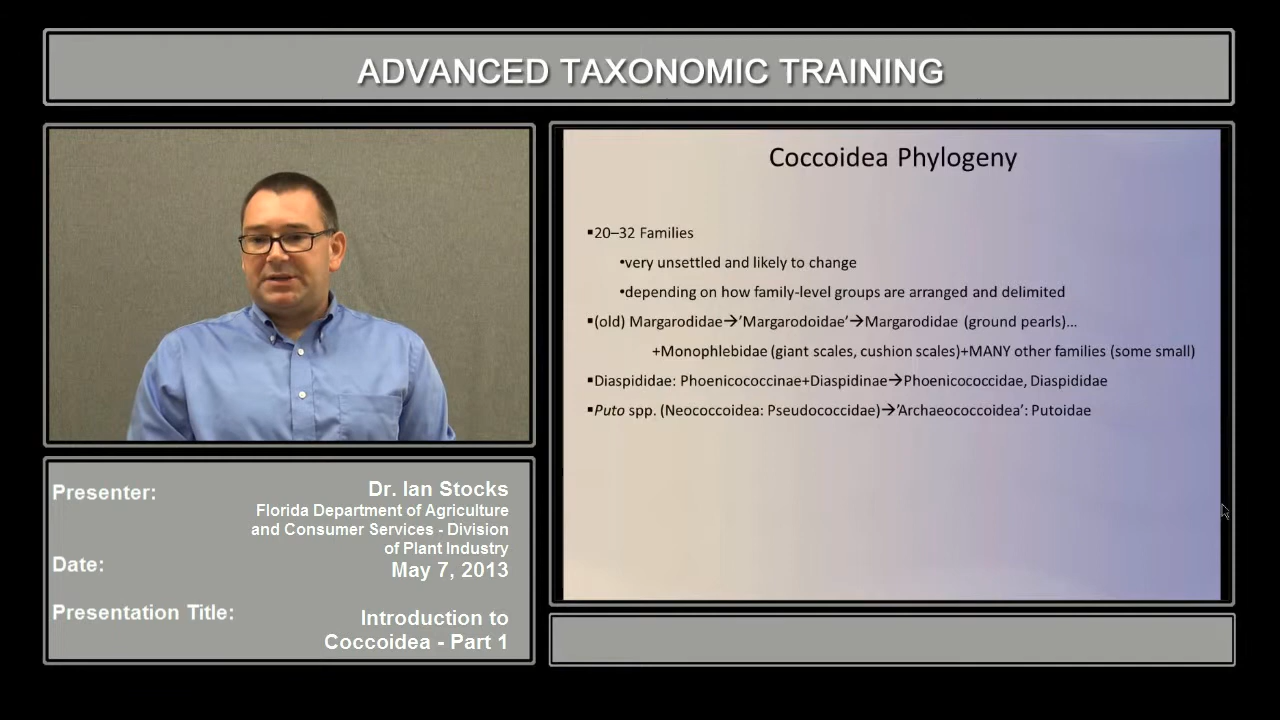 ADVANCED TAXONOMIC TRAINING
Coccoidea Phylogeny
▪20–32 Families
•very unsettled and likely to change
•depending on how family-level groups are arranged and delimited
▪(old) Margarodidae→’Margarodoidae’→Margarodidae (ground pearls)…
+Monophlebidae (giant scales, cushion scales)+MANY other families (some small)
▪Diaspididae: Phoenicococcinae+Diaspidinae→Phoenicococcidae, Diaspididae
▪Puto spp. (Neococcoidea: Pseudococcidae)→’Archaeococcoidea’: Putoidae
Presenter: Dr. Ian Stocks
Florida Department of Agriculture
and Consumer Services - Division
of Plant Industry
Date: May 7, 2013
Presentation Title: Introduction to
Coccoidea - Part 1